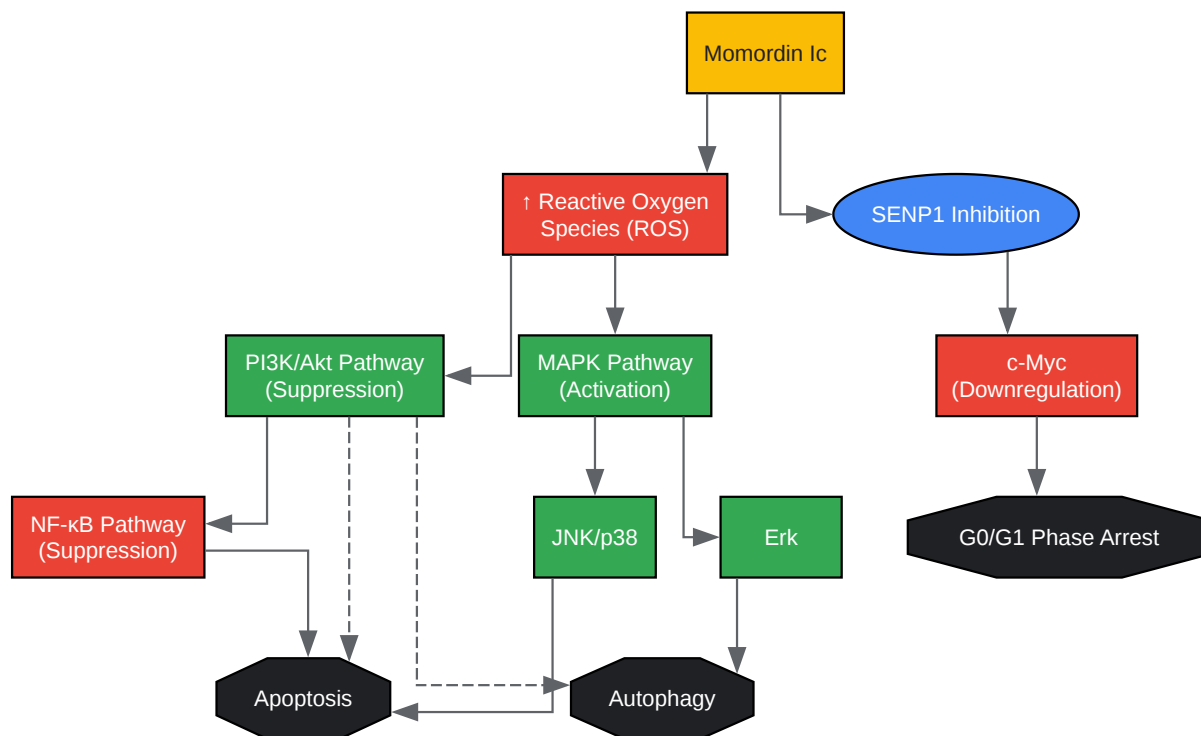 Momordin Ic
↑ Reactive Oxygen
Species (ROS)
SENP1 Inhibition
PI3K/Akt Pathway
(Suppression)
MAPK Pathway
(Activation)
c-Myc
(Downregulation)
NF-κB Pathway
(Suppression)
JNK/p38
Erk
G0/G1 Phase Arrest
Apoptosis
Autophagy